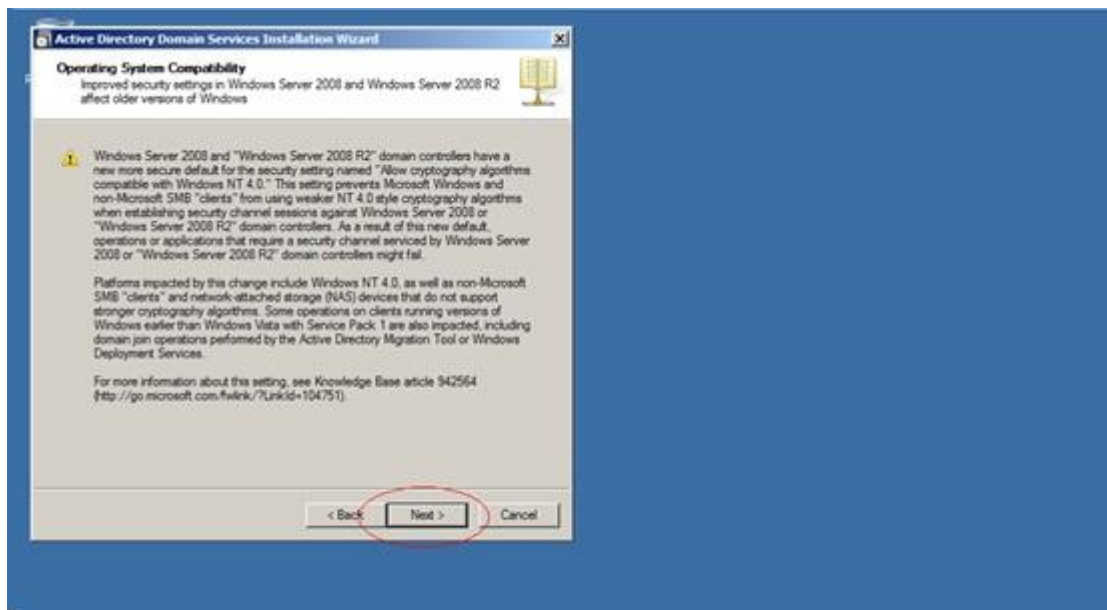 Active Directory Domain Services Installation Wizard
Operating System Compatibility
Improved security settings in Windows Server 2008 and Windows Server 2008 R2
affect older versions of Windows
Windows Server 2008 and "Windows Server 2008 R2" domain controllers have a
new more secure default for the security setting named "Allow cryptography algorithms
compatible with Windows NT 4.0." This setting prevents Microsoft Windows and
non-Microsoft SMB "clients" from using weaker NT 4.0 style cryptography algorithms
when establishing security channel sessions against Windows Server 2008 or
"Windows Server 2008 R2" domain controllers. As a result of this new default,
operations or applications that require a security channel serviced by Windows Server
2008 or "Windows Server 2008 R2" domain controllers might fail.
Platforms impacted by this change include Windows NT 4.0, as well as non-Microsoft
SMB "clients" and network-attached storage (NAS) devices that do not support
stronger cryptography algorithms. Some operations on clients running versions of
Windows earlier than Windows Vista with Service Pack 1 are also impacted, including
domain join operations performed by the Active Directory Migration Tool or Windows
Deployment Services.
For more information about this setting, see Knowledge Base article 942564
(http://go.microsoft.com/fwlink/?LinkId=104751).
< Back Next > Cancel